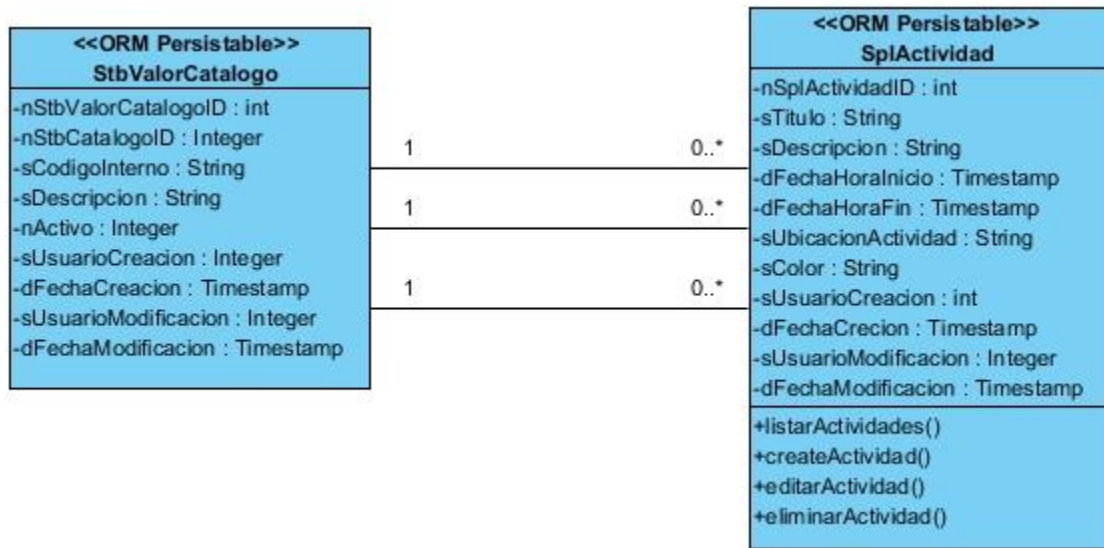 <<ORM Persistable>>
StbValorCatalogo
-nStbValorCatalogoID : int
-nStbCatalogoID : Integer
-sCodigoInterno : String
-sDescripcion : String
-nActivo : Integer
-sUsuarioCreacion : Integer
-dFechaCreacion : Timestamp
-sUsuarioModificacion : Integer
-dFechaModificacion : Timestamp
1 0..*
1 0..*
1 0..*
<<ORM Persistable>>
SplActividad
-nSplActividadID : int
-sTitulo : String
-sDescripcion : String
-dFechaHoraInicio : Timestamp
-dFechaHoraFin : Timestamp
-sUbicacionActividad : String
-sColor : String
-sUsuarioCreacion : int
-dFechaCrecion : Timestamp
-sUsuarioModificacion : Integer
-dFechaModificacion : Timestamp
+listarActividades()
+createActividad()
+editarActividad()
+eliminarActividad()